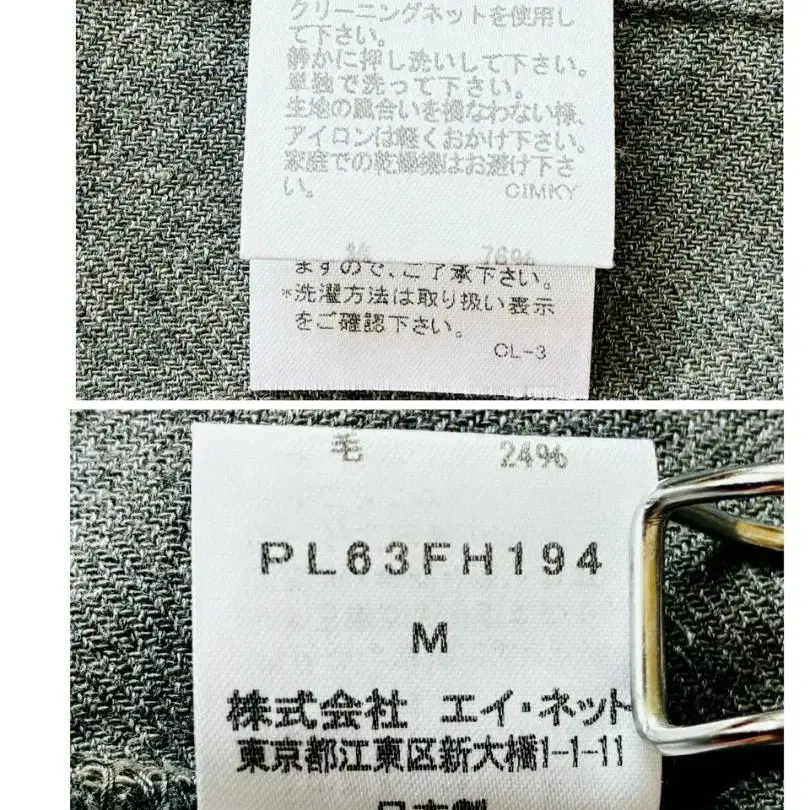 クリーニングネットを使用し
て下さい。
静かに押し洗いして下さい。
単独で洗って下さい。
生地の風合いを損なわない様、
アイロンは軽くおかけ下さい。
家庭での乾燥機はお避け下さ
い。
CIMKY
76%
ますので、ご了承下さい。
*洗濯方法は取り扱い表示
をご確認下さい。
CL-3
毛 24%
PL63FH194
M
株式会社 エイ・ネット
東京都江東区新大橋1-1-11
日本製